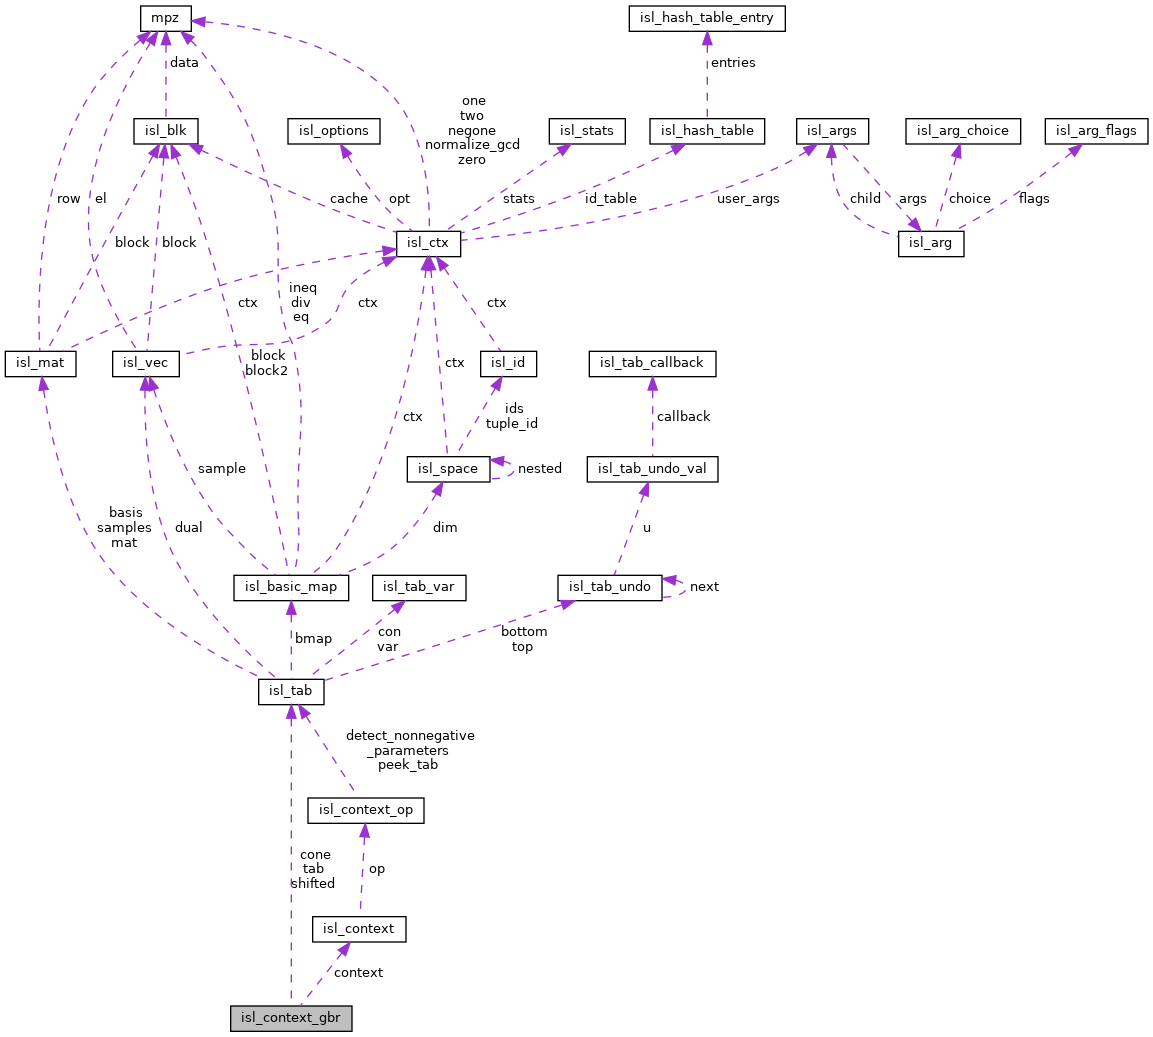 mpz
isl_hash_table_entry
data
entries
one
two
negone
normalize_gcd
zero
isl_blk
isl_options
isl_stats
isl_hash_table
isl_args
isl_arg_choice
isl_arg_flags
row
el
cache
opt
stats
id_table
user_args
child
args
choice
flags
block
block
isl_ctx
isl_arg
ineq
div
eq
ctx
ctx
ctx
isl_mat
isl_vec
block
block2
ctx
isl_id
isl_tab_callback
ids
tuple_id
ctx
callback
sample
isl_space
nested
isl_tab_undo_val
basis
samples
mat
dual
dim
u
isl_basic_map
isl_tab_var
isl_tab_undo
next
bmap
con
var
bottom
top
isl_tab
detect_nonnegative
_parameters
peek_tab
isl_context_op
cone
tab
shifted
op
isl_context
context
isl_context_gbr